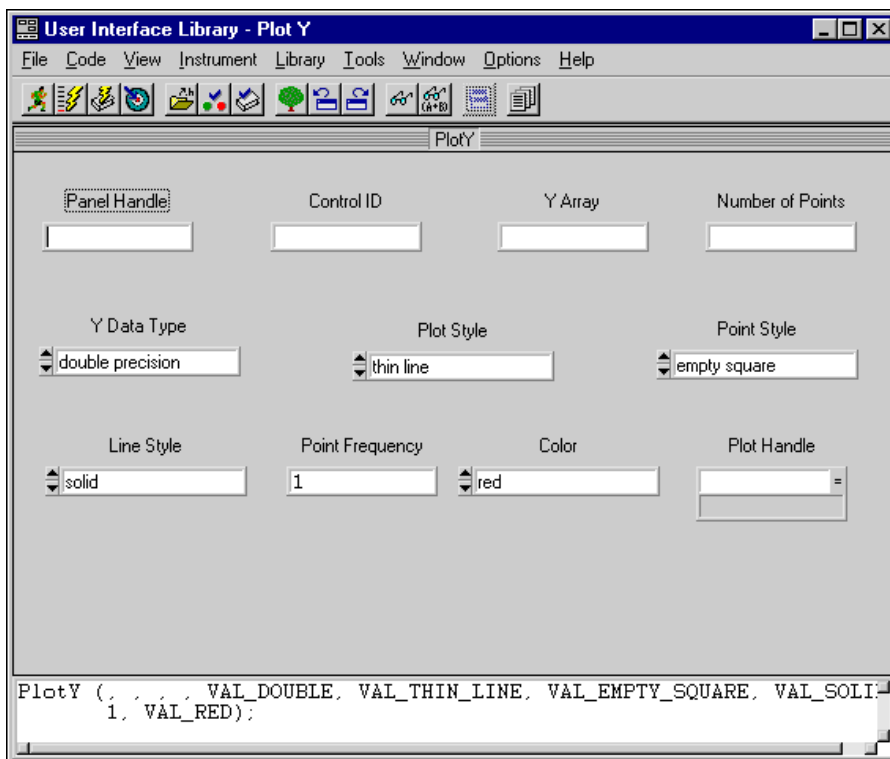 User Interface Library - Plot Y
File Code View Instrument Library Tools Window Options Help
PlotY
Panel Handle Control ID Y Array Number of Points
Y Data Type Plot Style Point Style
double precision thin line empty square
Line Style Point Frequency Color Plot Handle
solid 1 red =
PlotY (, , , , VAL_DOUBLE, VAL_THIN_LINE, VAL_EMPTY_SQUARE, VAL_SOLI
1, VAL_RED);